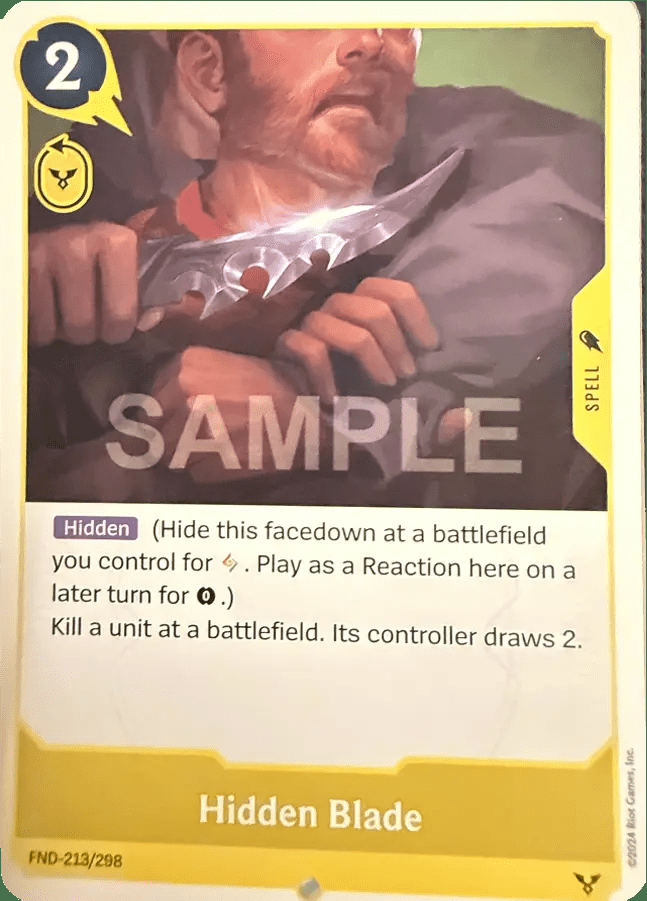 2
SPELL
SAMPLE
Hidden (Hide this facedown at a battlefield
you control for . Play as a Reaction here on a
later turn for 0 .)
Kill a unit at a battlefield. Its controller draws 2.
Hidden Blade
FND-213/298
©2024 Riot Games, Inc.